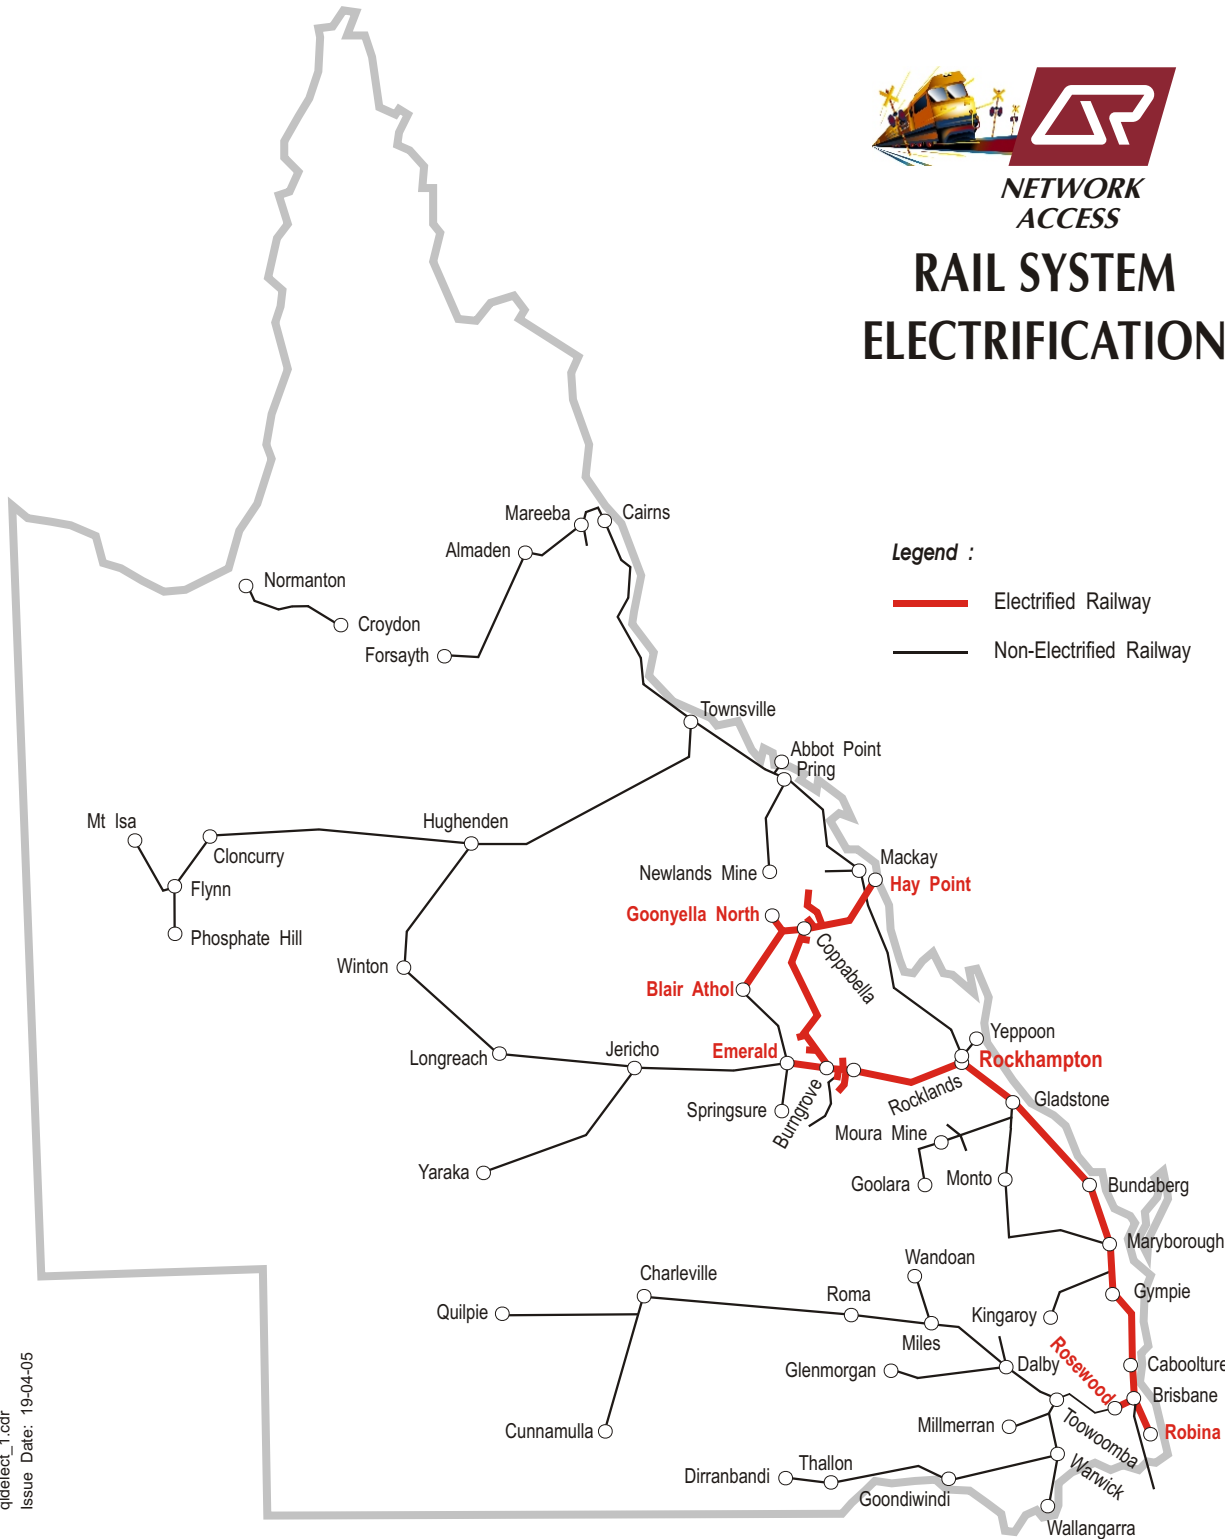 NETWORK
ACCESS
RAIL SYSTEM
ELECTRIFICATION
Legend :
Electrified Railway
Non-Electrified Railway
Mareeba
Cairns
Almaden
Normanton
Croydon
Forsayth
Townsville
Abbot Point
Pring
Mt Isa
Hughenden
Cloncurry
Mackay
Newlands Mine
Flynn
Hay Point
Goonyella North
Phosphate Hill
Coppabella
Winton
Blair Athol
Yeppoon
Longreach
Jericho
Emerald
Rockhampton
Rocklands
Springsure
Burngrove
Gladstone
Moura Mine
Yaraka
Goolara
Monto
Bundaberg
Maryborough
Wandoan
Charleville
Gympie
Quilpie
Roma
Kingaroy
Miles
Rosewood
Glenmorgan
Dalby
Caboolture
Brisbane
Cunnamulla
Millmerran
Toowoomba
Robina
Dirranbandi
Thallon
Warwick
Goondiwindi
Wallangarra
qldelect_1.cdr
Issue Date: 19-04-05